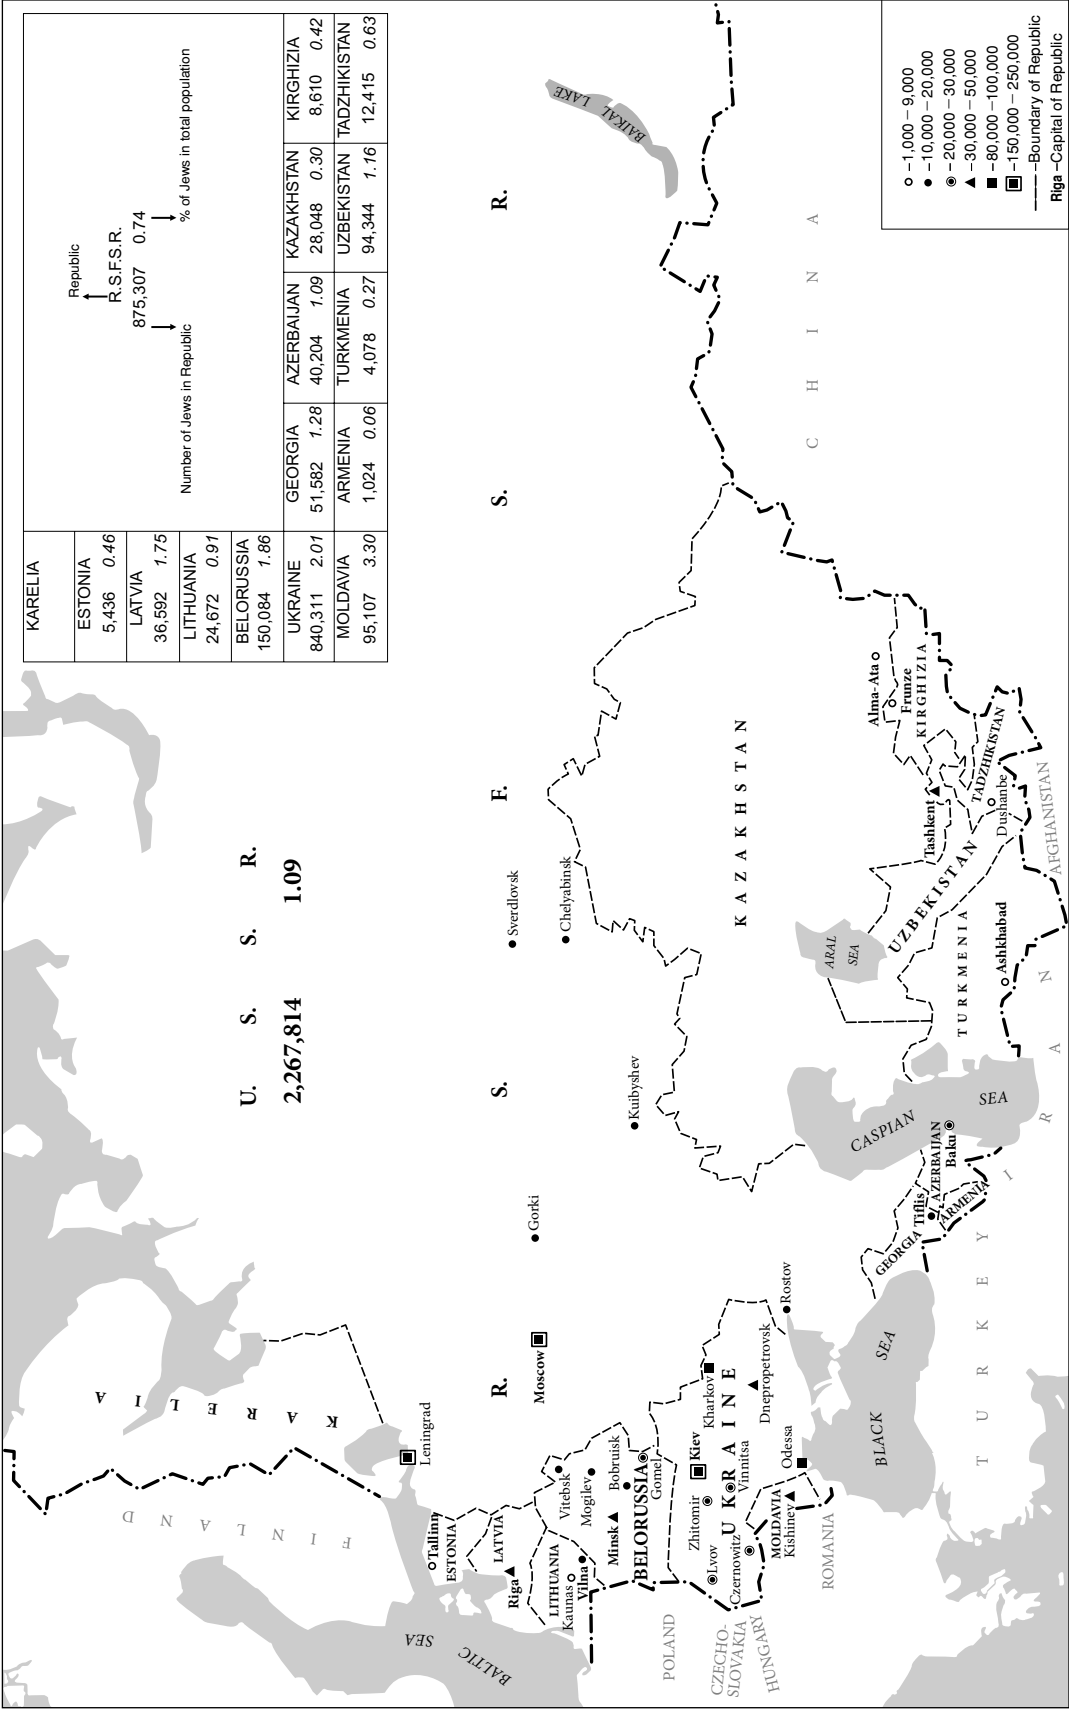 KARELIA
ESTONIA
5,436 0.46
LATVIA
36,592 1.75
LITHUANIA
24,672 0.91
BELORUSSIA
150,084 1.86
UKRAINE
840,311 2.01
MOLDAVIA
95,107 3.30
GEORGIA
51,582 1.28
ARMENIA
1,024 0.06
AZERBAIJAN
40,204 1.09
TURKMENIA
4,078 0.27
KAZAKHSTAN
28,048 0.30
UZBEKISTAN
94,344 1.16
KIRGHIZIA
8,610 0.42
TADZHIKISTAN
12,415 0.63
Republic
R.S.F.S.R.
875,307 0.74
Number of Jews in Republic
% of Jews in total population
U. S. S. R.
2,267,814 1.09
R. S. F. S. R.
KARELIA
FINLAND
Leningrad
Tallinn
ESTONIA
LATVIA
Riga
LITHUANIA
Kaunas
Vilna
BALTIC
SEA
Moscow
Gorki
Kuibyshev
Sverdlovsk
Chelyabinsk
BAIKAL LAKE
Vitebsk
Mogilev
Bobruisk
Minsk
BELORUSSIA
Gomel
POLAND
Kiev
Kharkov
Zhitomir
UKRAINE
Vinnitsa
Dnepropetrovsk
Lvov
Czernowitz
Odessa
Rostov
MOLDAVIA
Kishinev
CZECHO-
SLOVAKIA
HUNGARY
ROMANIA
BLACK
SEA
GEORGIA
Tiflis
AZERBAIJAN
Baku
ARMENIA
CASPIAN
SEA
TURKEY
IRAN
KAZAKHSTAN
ARAL
SEA
UZBEKISTAN
TURKMENIA
Ashkhabad
Tashkent
Alma-Ata
Frunze
KIRGHIZIA
TADZHIKISTAN
Dushanbe
AFGHANISTAN
CHINA
–1,000–9,000
–10,000–20,000
–20,000–30,000
–30,000–50,000
–80,000–100,000
–150,000–250,000
–Boundary of Republic
Riga –Capital of Republic